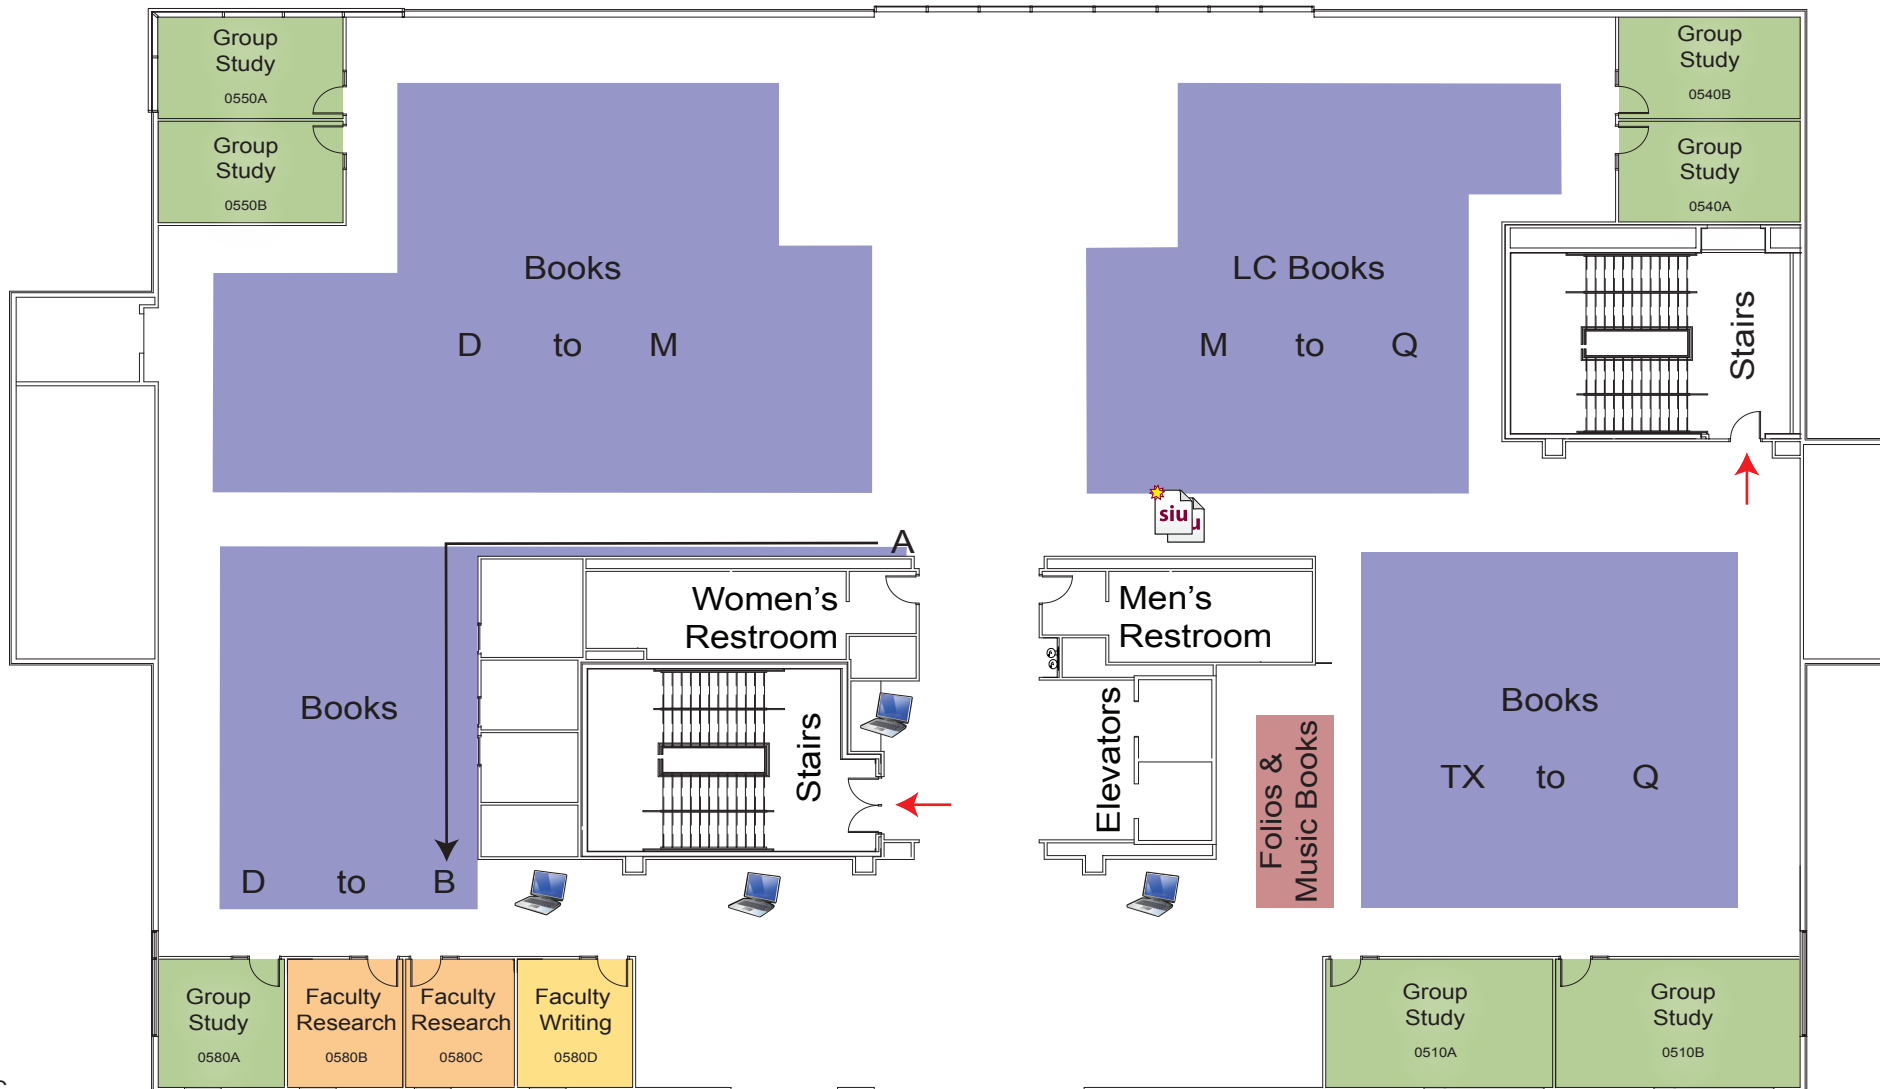 Group
Study
0550A
Group
Study
0550B
Group
Study
0540B
Group
Study
0540A
Books
D to M
LC Books
M to Q
Stairs
siu
A
Women's
Restroom
Men's
Restroom
Books
D to B
Stairs
Elevators
Folios &
Music Books
Books
TX to Q
Group
Study
0580A
Faculty
Research
0580B
Faculty
Research
0580C
Faculty
Writing
0580D
Group
Study
0510A
Group
Study
0510B